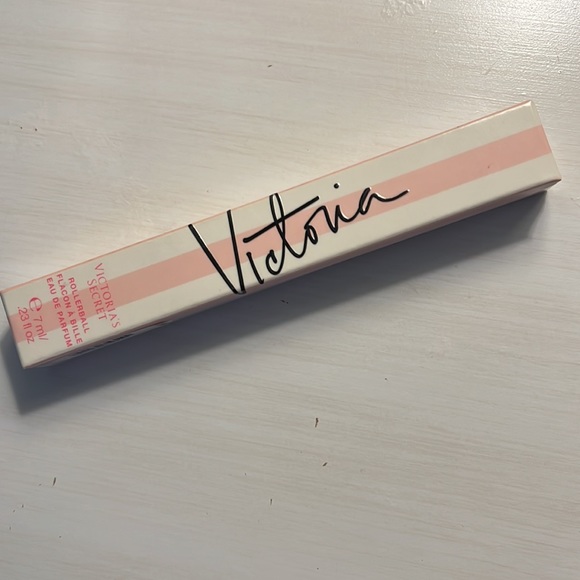 Victoria
VICTORIA'S
SECRET
ROLLERBALL
FLACON À BILLE
EAU DE PARFUM
℮ 7 ml/
.23 fl oz